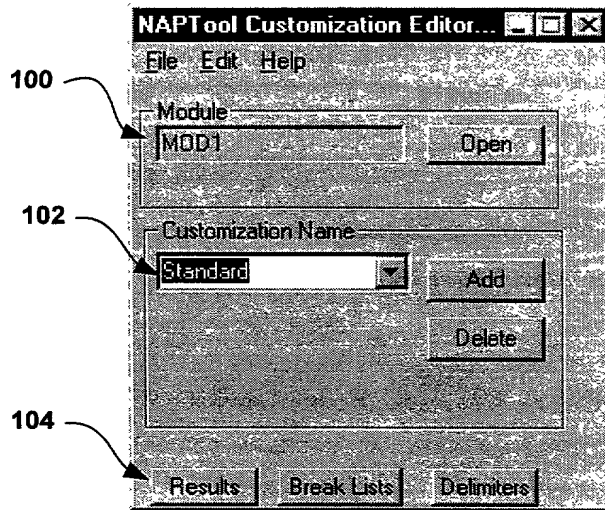 NAPTool Customization Editor...
File Edit Help
100
Module
MOD1 Open
102
Customization Name
Standard Add
Delete
104
Results Break Lists Delimiters